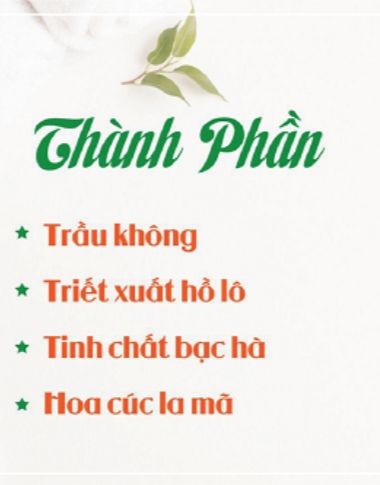 Thành Phần
Trầu không
Triết xuất hồ lô
Tinh chất bạc hà
Hoa cúc la mã